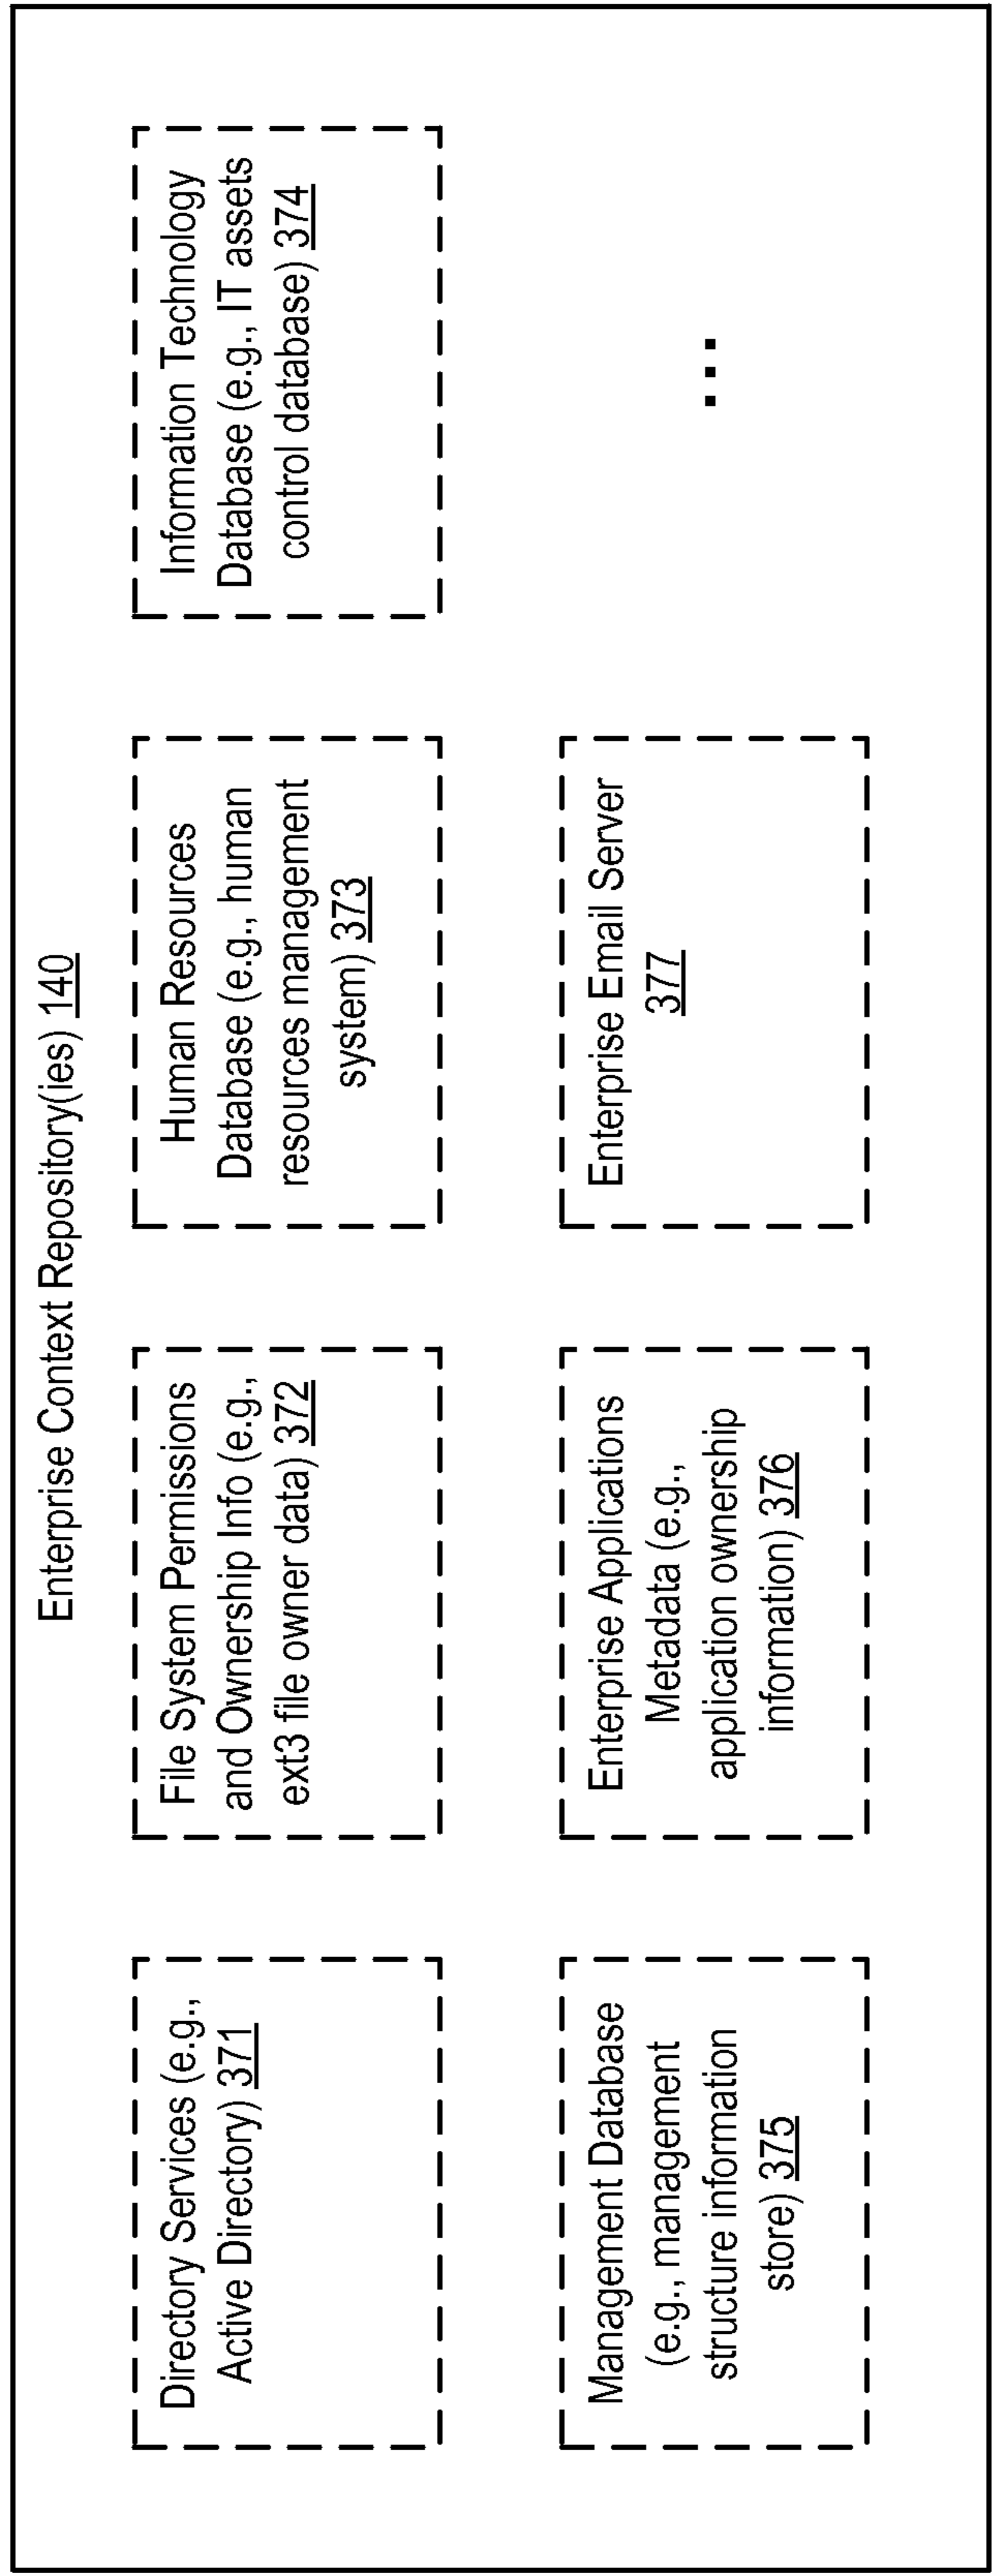 Enterprise Context Repository(ies) 140
Directory Services (e.g.,
Active Directory) 371
File System Permissions
and Ownership Info (e.g.,
ext3 file owner data) 372
Human Resources
Database (e.g., human
resources management
system) 373
Information Technology
Database (e.g., IT assets
control database) 374
Management Database
(e.g., management
structure information
store) 375
Enterprise Applications
Metadata (e.g.,
application ownership
information) 376
Enterprise Email Server
377
...